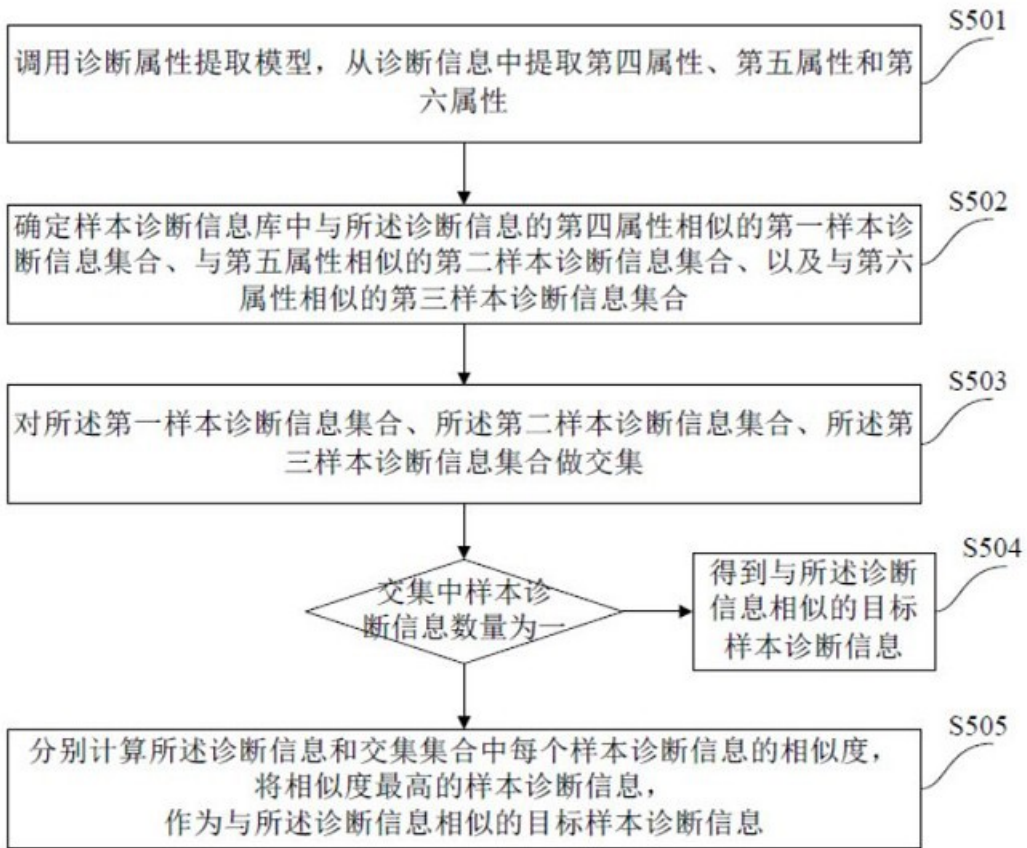 S501
调用诊断属性提取模型，从诊断信息中提取第四属性、第五属性和第
六属性
S502
确定样本诊断信息库中与所述诊断信息的第四属性相似的第一样本诊
断信息集合、与第五属性相似的第二样本诊断信息集合、以及与第六
属性相似的第三样本诊断信息集合
S503
对所述第一样本诊断信息集合、所述第二样本诊断信息集合、所述第
三样本诊断信息集合做交集
交集中样本诊
断信息数量为一
S504
得到与所述诊断
信息相似的目标
样本诊断信息
S505
分别计算所述诊断信息和交集集合中每个样本诊断信息的相似度，
将相似度最高的样本诊断信息，
作为与所述诊断信息相似的目标样本诊断信息